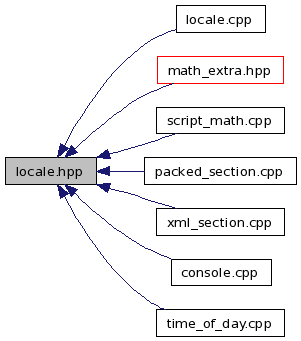 locale.cpp
math_extra.hpp
script_math.cpp
locale.hpp
packed_section.cpp
xml_section.cpp
console.cpp
time_of_day.cpp